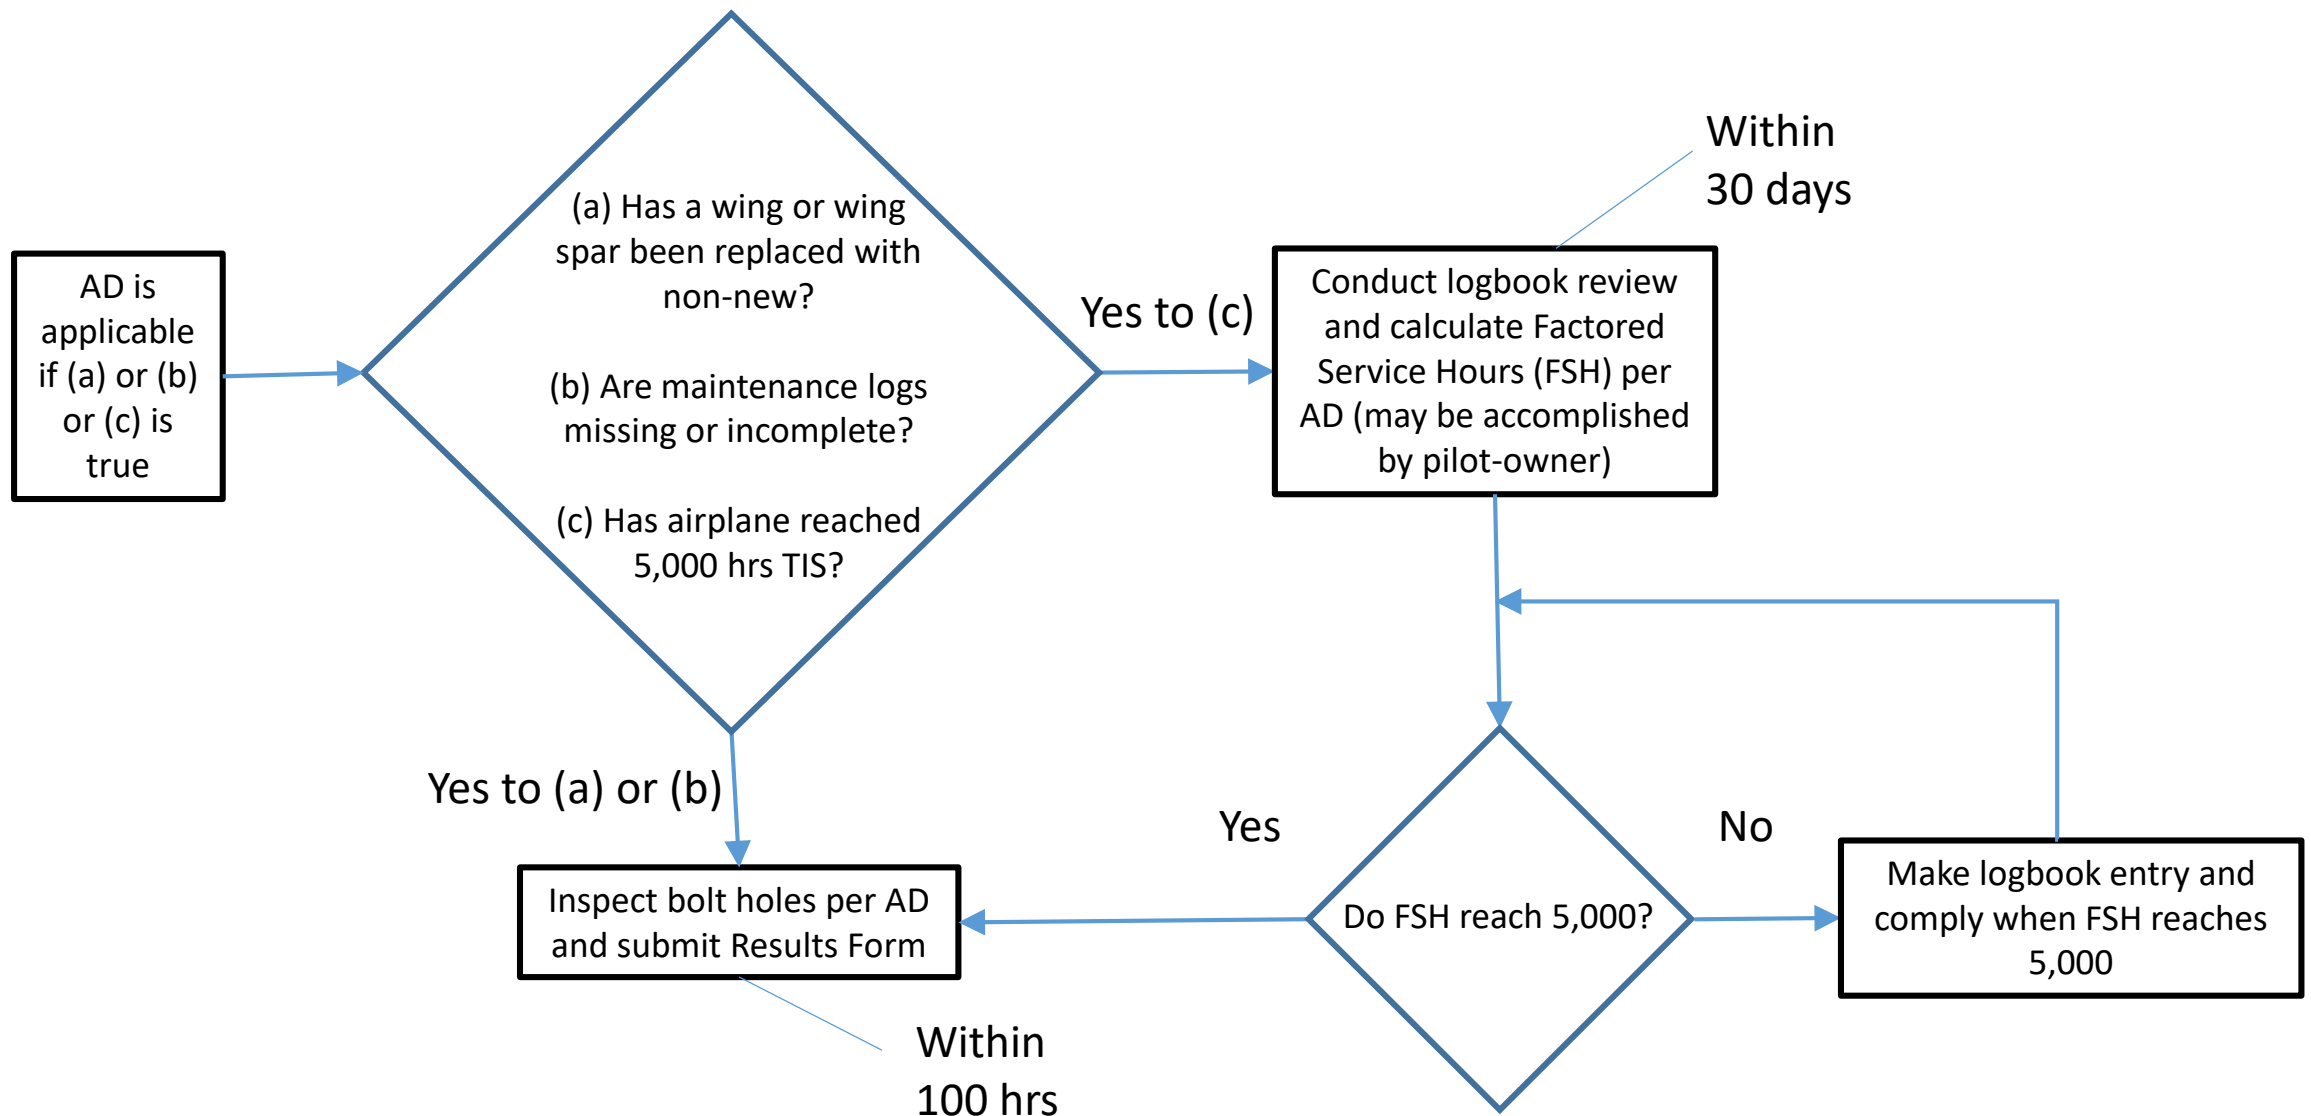 AD is
applicable
if (a) or (b)
or (c) is
true
(a) Has a wing or wing
spar been replaced with
non-new?
(b) Are maintenance logs
missing or incomplete?
(c) Has airplane reached
5,000 hrs TIS?
Yes to (c)
Within
30 days
Conduct logbook review
and calculate Factored
Service Hours (FSH) per
AD (may be accomplished
by pilot-owner)
Yes to (a) or (b)
Inspect bolt holes per AD
and submit Results Form
Within
100 hrs
Yes
Do FSH reach 5,000?
No
Make logbook entry and
comply when FSH reaches
5,000